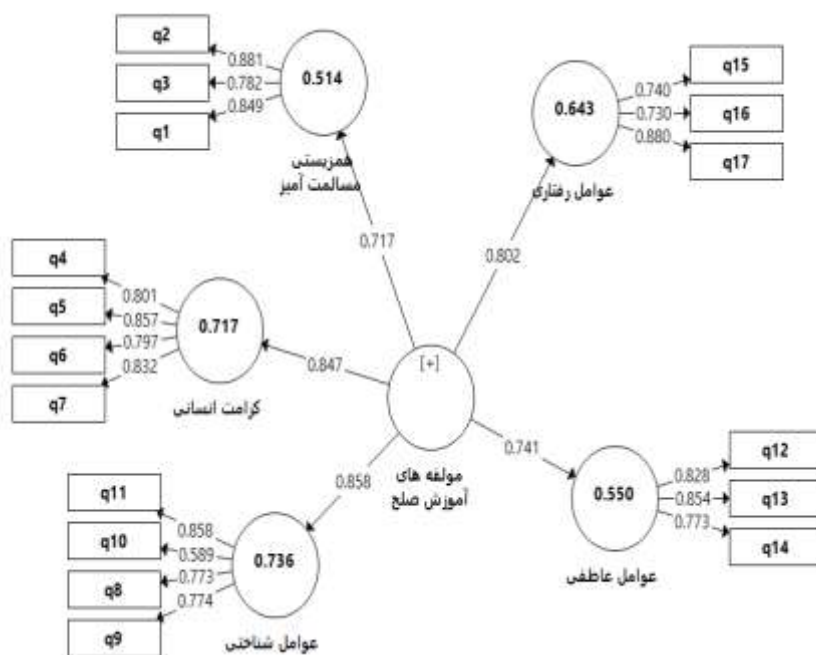 q2
q3
q1
0.881
0.782
0.849
0.514
همزیستی
مسالمت آمیز
q15
q16
q17
0.740
0.730
0.880
0.643
عوامل رفتاری
0.717
0.802
q4
q5
q6
q7
0.801
0.857
0.797
0.832
0.717
کرامت انسانی
0.847
[+]
مولفه های
آموزش صلح
0.741
q12
q13
q14
0.828
0.854
0.773
0.550
عوامل عاطفی
0.858
q11
q10
q8
q9
0.858
0.589
0.773
0.774
0.736
عوامل شناختی